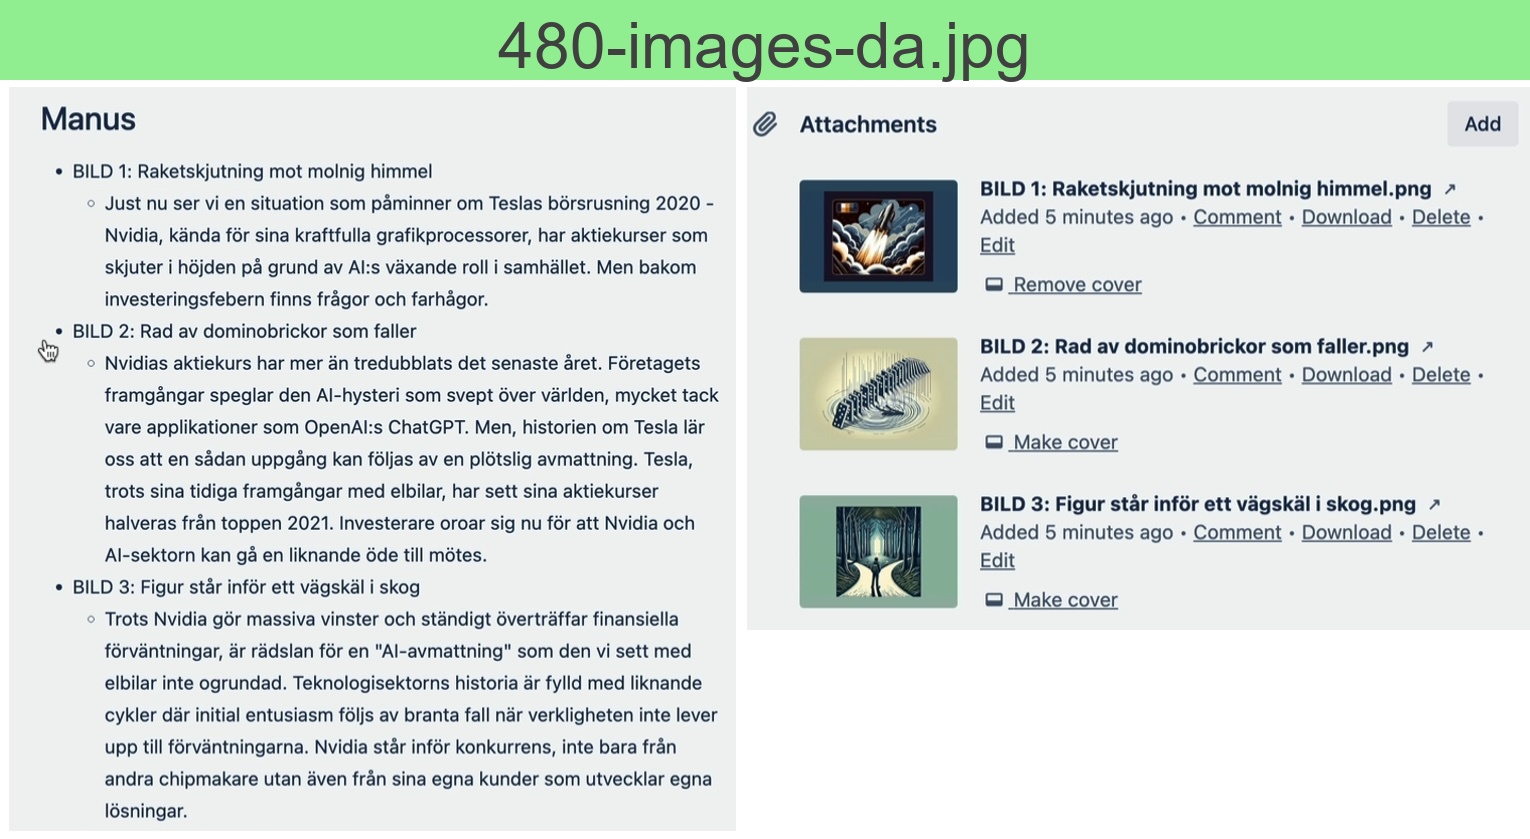 480-images-da.jpg
Manus
• BILD 1: Raketskjutning mot molnig himmel
◦ Just nu ser vi en situation som påminner om Teslas börsrusning 2020 -
Nvidia, kända för sina kraftfulla grafikprocessorer, har aktiekurser som
skjuter i höjden på grund av AI:s växande roll i samhället. Men bakom
investeringsfebern finns frågor och farhågor.
• BILD 2: Rad av dominobrickor som faller
◦ Nvidias aktiekurs har mer än tredubblats det senaste året. Företagets
framgångar speglar den AI-hysteri som svept över världen, mycket tack
vare applikationer som OpenAI:s ChatGPT. Men, historien om Tesla lär
oss att en sådan uppgång kan följas av en plötslig avmattning. Tesla,
trots sina tidiga framgångar med elbilar, har sett sina aktiekurser
halveras från toppen 2021. Investerare oroar sig nu för att Nvidia och
AI-sektorn kan gå en liknande öde till mötes.
• BILD 3: Figur står inför ett vägskäl i skog
◦ Trots Nvidia gör massiva vinster och ständigt överträffar finansiella
förväntningar, är rädslan för en "AI-avmattning" som den vi sett med
elbilar inte ogrundad. Teknologisektorns historia är fylld med liknande
cykler där initial entusiasm följs av branta fall när verkligheten inte lever
upp till förväntningarna. Nvidia står inför konkurrens, inte bara från
andra chipmakare utan även från sina egna kunder som utvecklar egna
lösningar.
Attachments
Add
BILD 1: Raketskjutning mot molnig himmel.png ↗
Added 5 minutes ago • Comment • Download • Delete •
Edit
Remove cover
BILD 2: Rad av dominobrickor som faller.png ↗
Added 5 minutes ago • Comment • Download • Delete •
Edit
Make cover
BILD 3: Figur står inför ett vägskäl i skog.png ↗
Added 5 minutes ago • Comment • Download • Delete •
Edit
Make cover